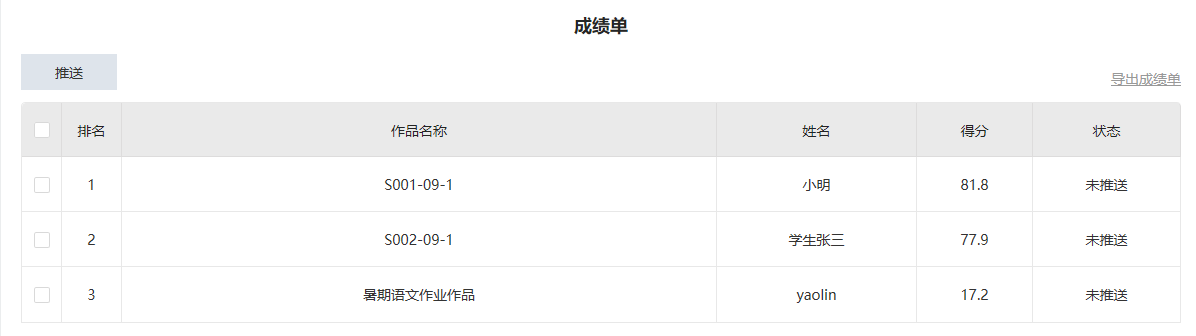 成绩单
推送
导出成绩单
排名 作品名称 姓名 得分 状态
1 S001-09-1 小明 81.8 未推送
2 S002-09-1 学生张三 77.9 未推送
3 暑期语文作业作品 yaolin 17.2 未推送